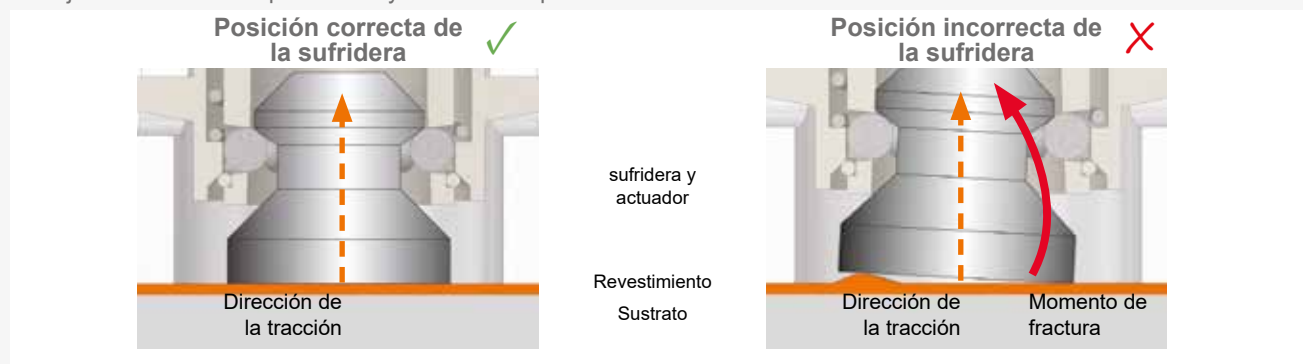 Posición correcta de
la sufridera
Posición incorrecta de
la sufridera
sufridera y
actuador
Revestimiento
Sustrato
Dirección de
la tracción
Dirección de
la tracción
Momento de
fractura